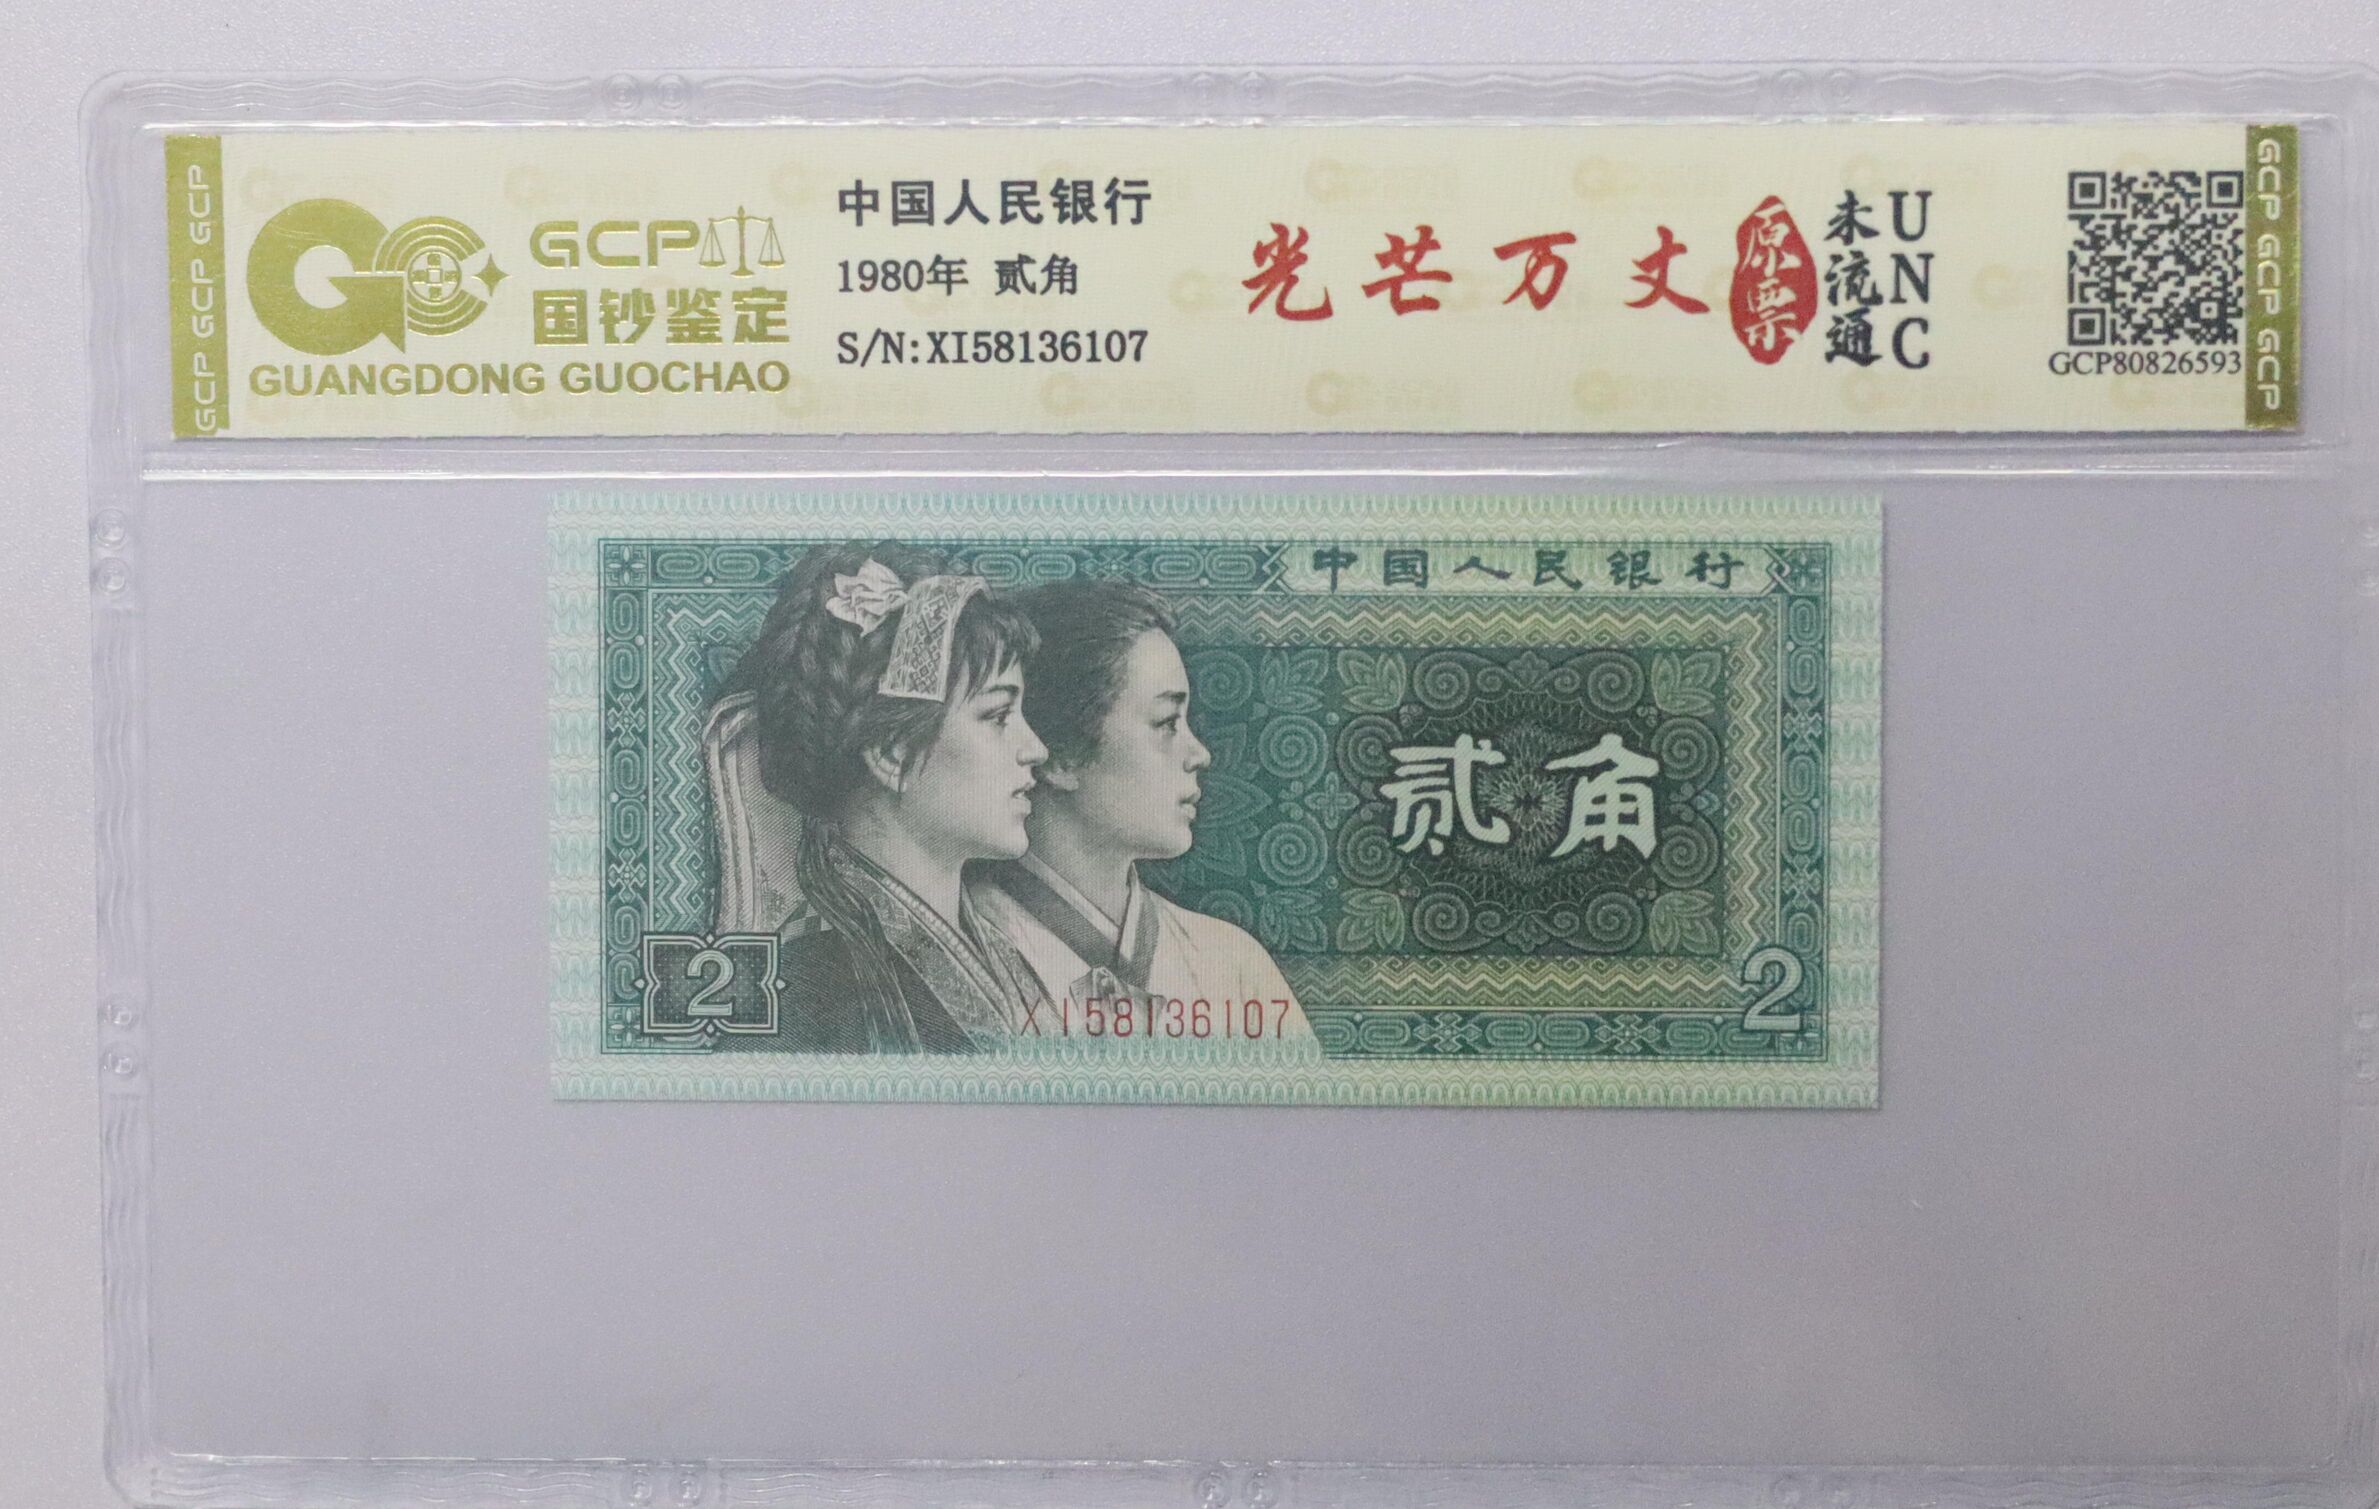 GCP GCP GCP
GCP
国钞鉴定
GUANGDONG GUOCHAO
中国人民银行
1980年 贰角
S/N:XI58136107
光芒万丈
原票
未流通
UNC
GCP80826593
GCP GCP GCP
中国人民银行
贰角
2
XI58136107
2